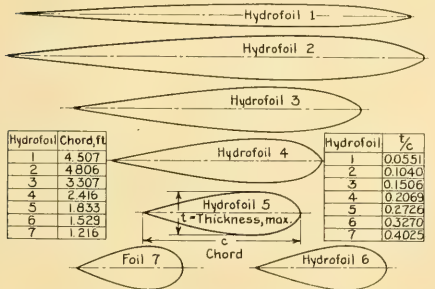 Hydrofoil 1
Hydrofoil 2
Hydrofoil 3
Hydrofoil 4
Hydrofoil 5
t=Thickness, max.
c
Chord
Foil 7
Hydrofoil 6
Hydrofoil Chord, ft
1 4.507
2 4.806
3 3.307
4 2.416
5 1.833
6 1.529
7 1.216
Hydrofoil t/c
1 0.0551
2 0.1040
3 0.1506
4 0.2069
5 0.2726
6 0.3270
7 0.4025